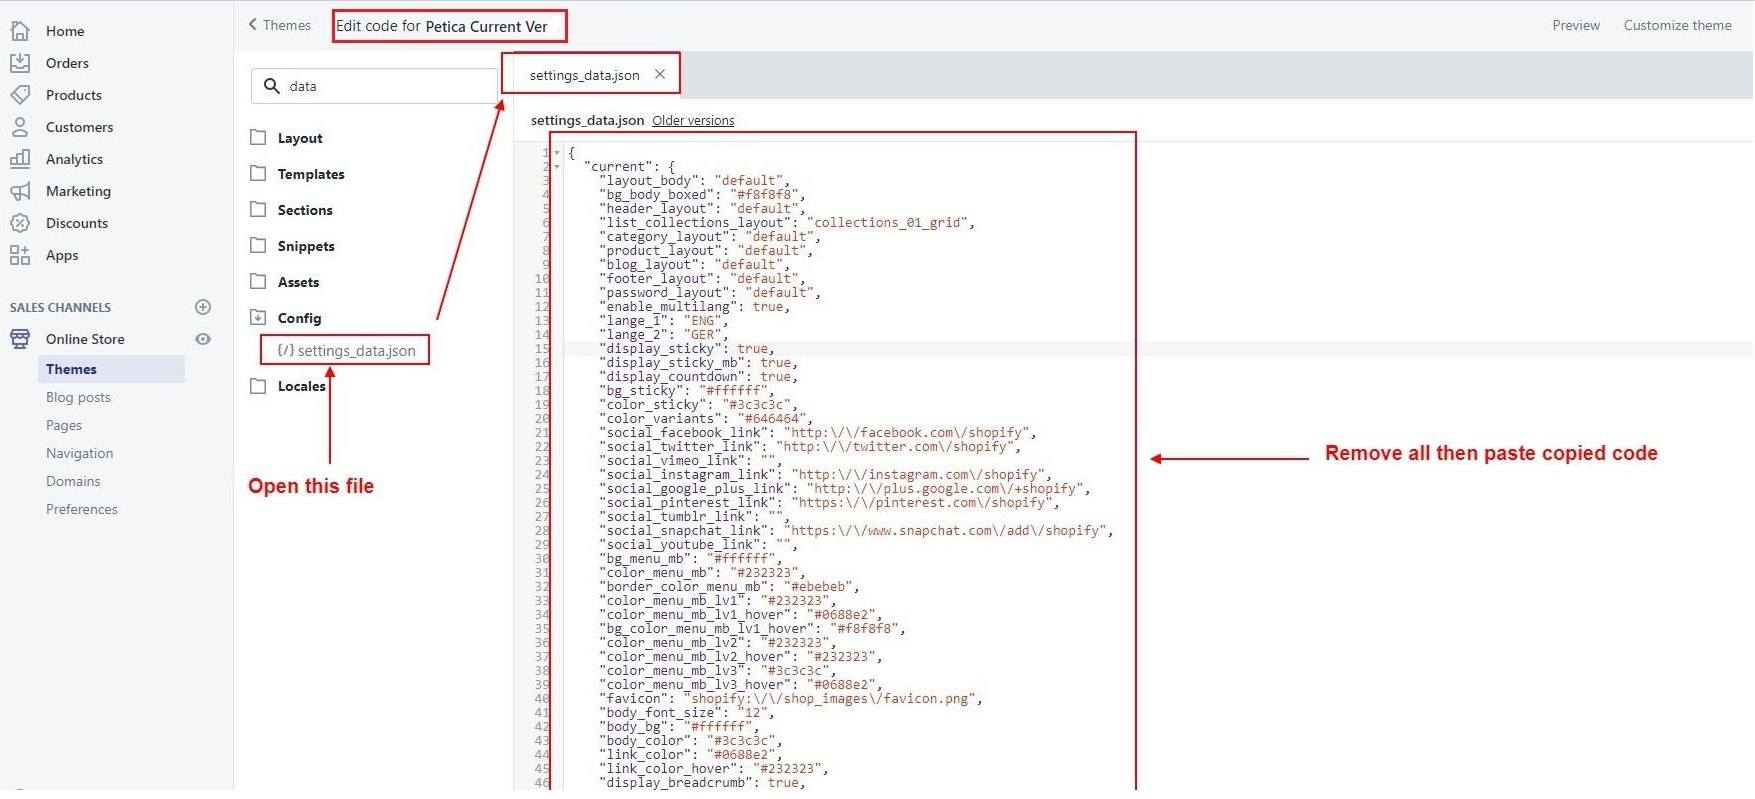 Home
Orders
Products
Customers
Analytics
Marketing
Discounts
Apps
SALES CHANNELS
Online Store
Themes
Blog posts
Pages
Navigation
Domains
Preferences
Themes
Edit code for Petica Current Ver
Preview
Customize theme
data
Layout
Templates
Sections
Snippets
Assets
Config
{/} settings_data.json
Locales
Open this file
settings_data.json ×
settings_data.json Older versions
1 {
2 "current": {
3 "layout_body": "default",
4 "bg_body_boxed": "#f8f8f8",
5 "header_layout": "default",
6 "list_collections_layout": "collections_01_grid",
7 "category_layout": "default",
8 "product_layout": "default",
9 "blog_layout": "default",
10 "footer_layout": "default",
11 "password_layout": "default",
12 "enable_multilang": true,
13 "lange_1": "ENG",
14 "lange_2": "GER",
15 "display_sticky": true,
16 "display_sticky_mb": true,
17 "display_countdown": true,
18 "bg_sticky": "#ffffff",
19 "color_sticky": "#3c3c3c",
20 "color_variants": "#646464",
21 "social_facebook_link": "http:\/\/facebook.com\/shopify",
22 "social_twitter_link": "http:\/\/twitter.com\/shopify",
23 "social_vimeo_link": "",
24 "social_instagram_link": "http:\/\/instagram.com\/shopify",
25 "social_google_plus_link": "http:\/\/plus.google.com\/+shopify",
26 "social_pinterest_link": "https:\/\/pinterest.com\/shopify",
27 "social_tumblr_link": "",
28 "social_snapchat_link": "https:\/\/www.snapchat.com\/add\/shopify",
29 "social_youtube_link": "",
30 "bg_menu_mb": "#ffffff",
31 "color_menu_mb": "#232323",
32 "border_color_menu_mb": "#ebebeb",
33 "color_menu_mb_lv1": "#232323",
34 "color_menu_mb_lv1_hover": "#0688e2",
35 "bg_color_menu_mb_lv1_hover": "#f8f8f8",
36 "color_menu_mb_lv2": "#232323",
37 "color_menu_mb_lv2_hover": "#232323",
38 "color_menu_mb_lv3": "#3c3c3c",
39 "color_menu_mb_lv3_hover": "#0688e2",
40 "favicon": "shopify:\/\/shop_images\/favicon.png",
41 "body_font_size": "12",
42 "body_bg": "#ffffff",
43 "body_color": "#3c3c3c",
44 "link_color": "#0688e2",
45 "link_color_hover": "#232323",
46 "display_breadcrumb": true,
Remove all then paste copied code